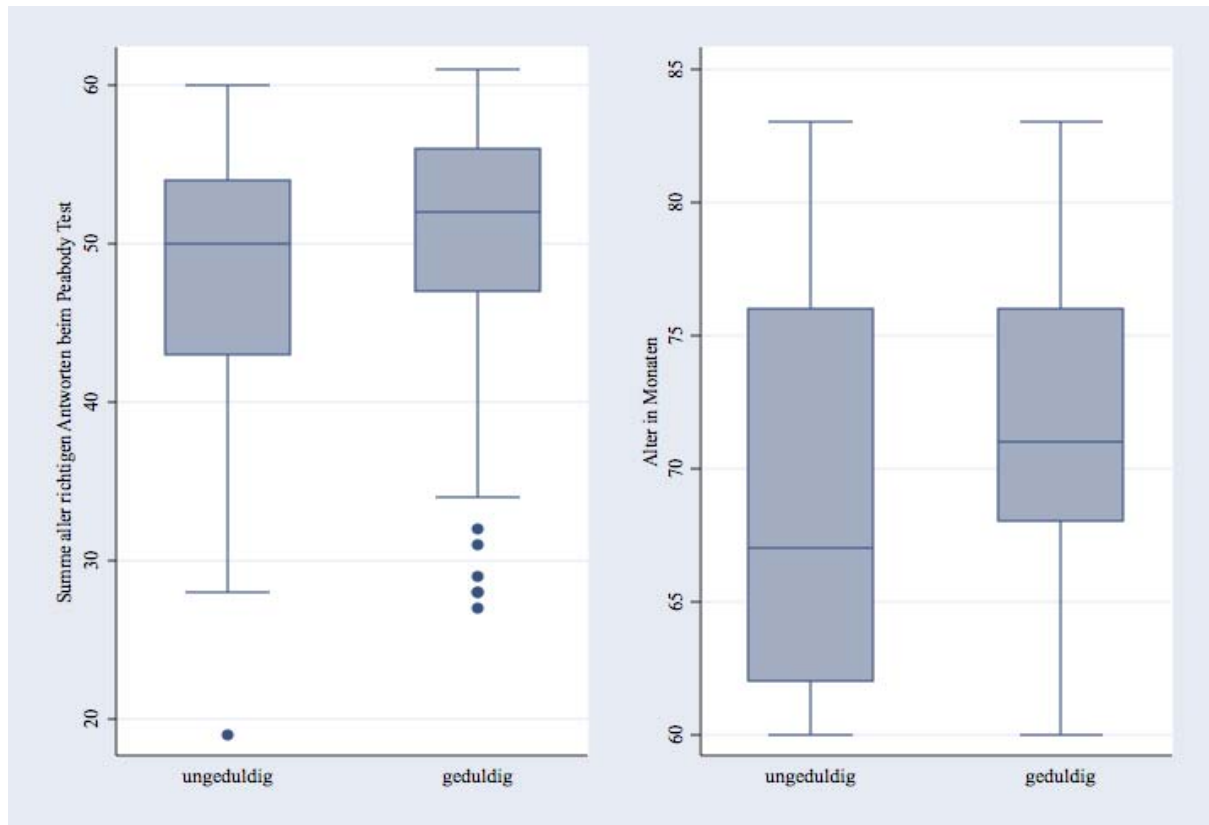 Summe aller richtigen Antworten beim Peabody Test
60
50
40
30
20
ungeduldig geduldig
Alter in Monaten
85
80
75
70
65
60
ungeduldig geduldig